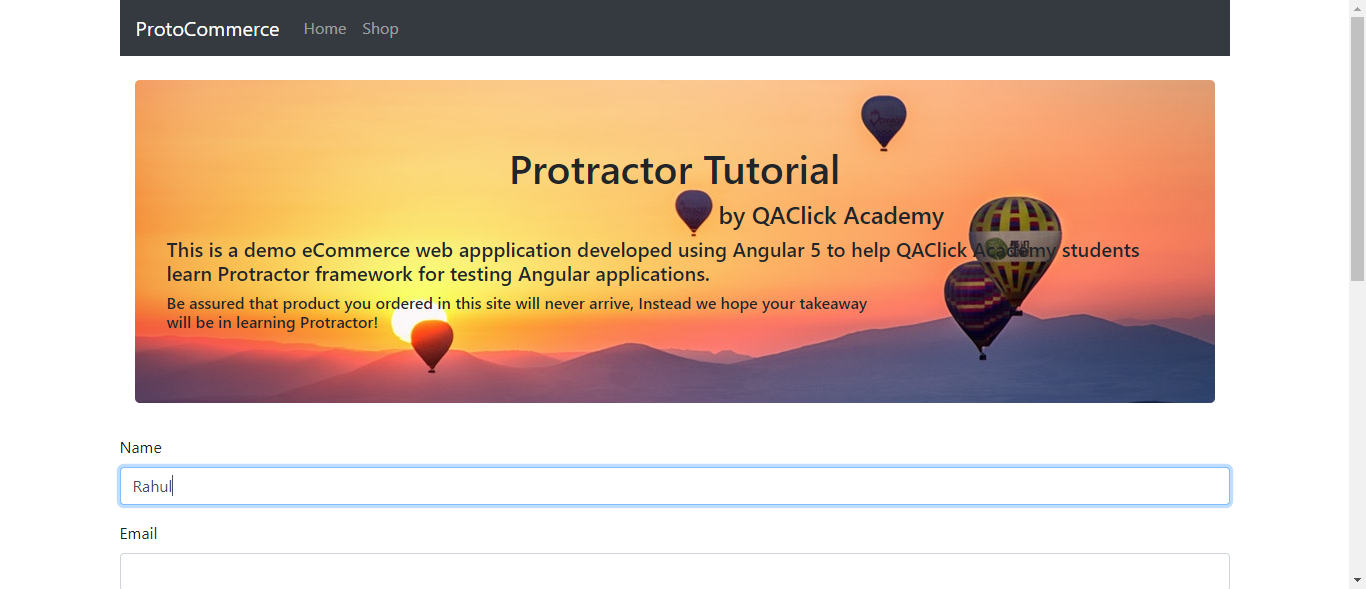 ProtoCommerce Home Shop
Protractor Tutorial
by QAClick Academy
This is a demo eCommerce web appplication developed using Angular 5 to help QAClick Academy students
learn Protractor framework for testing Angular applications.
Be assured that product you ordered in this site will never arrive, Instead we hope your takeaway
will be in learning Protractor!
Name
Rahul
Email